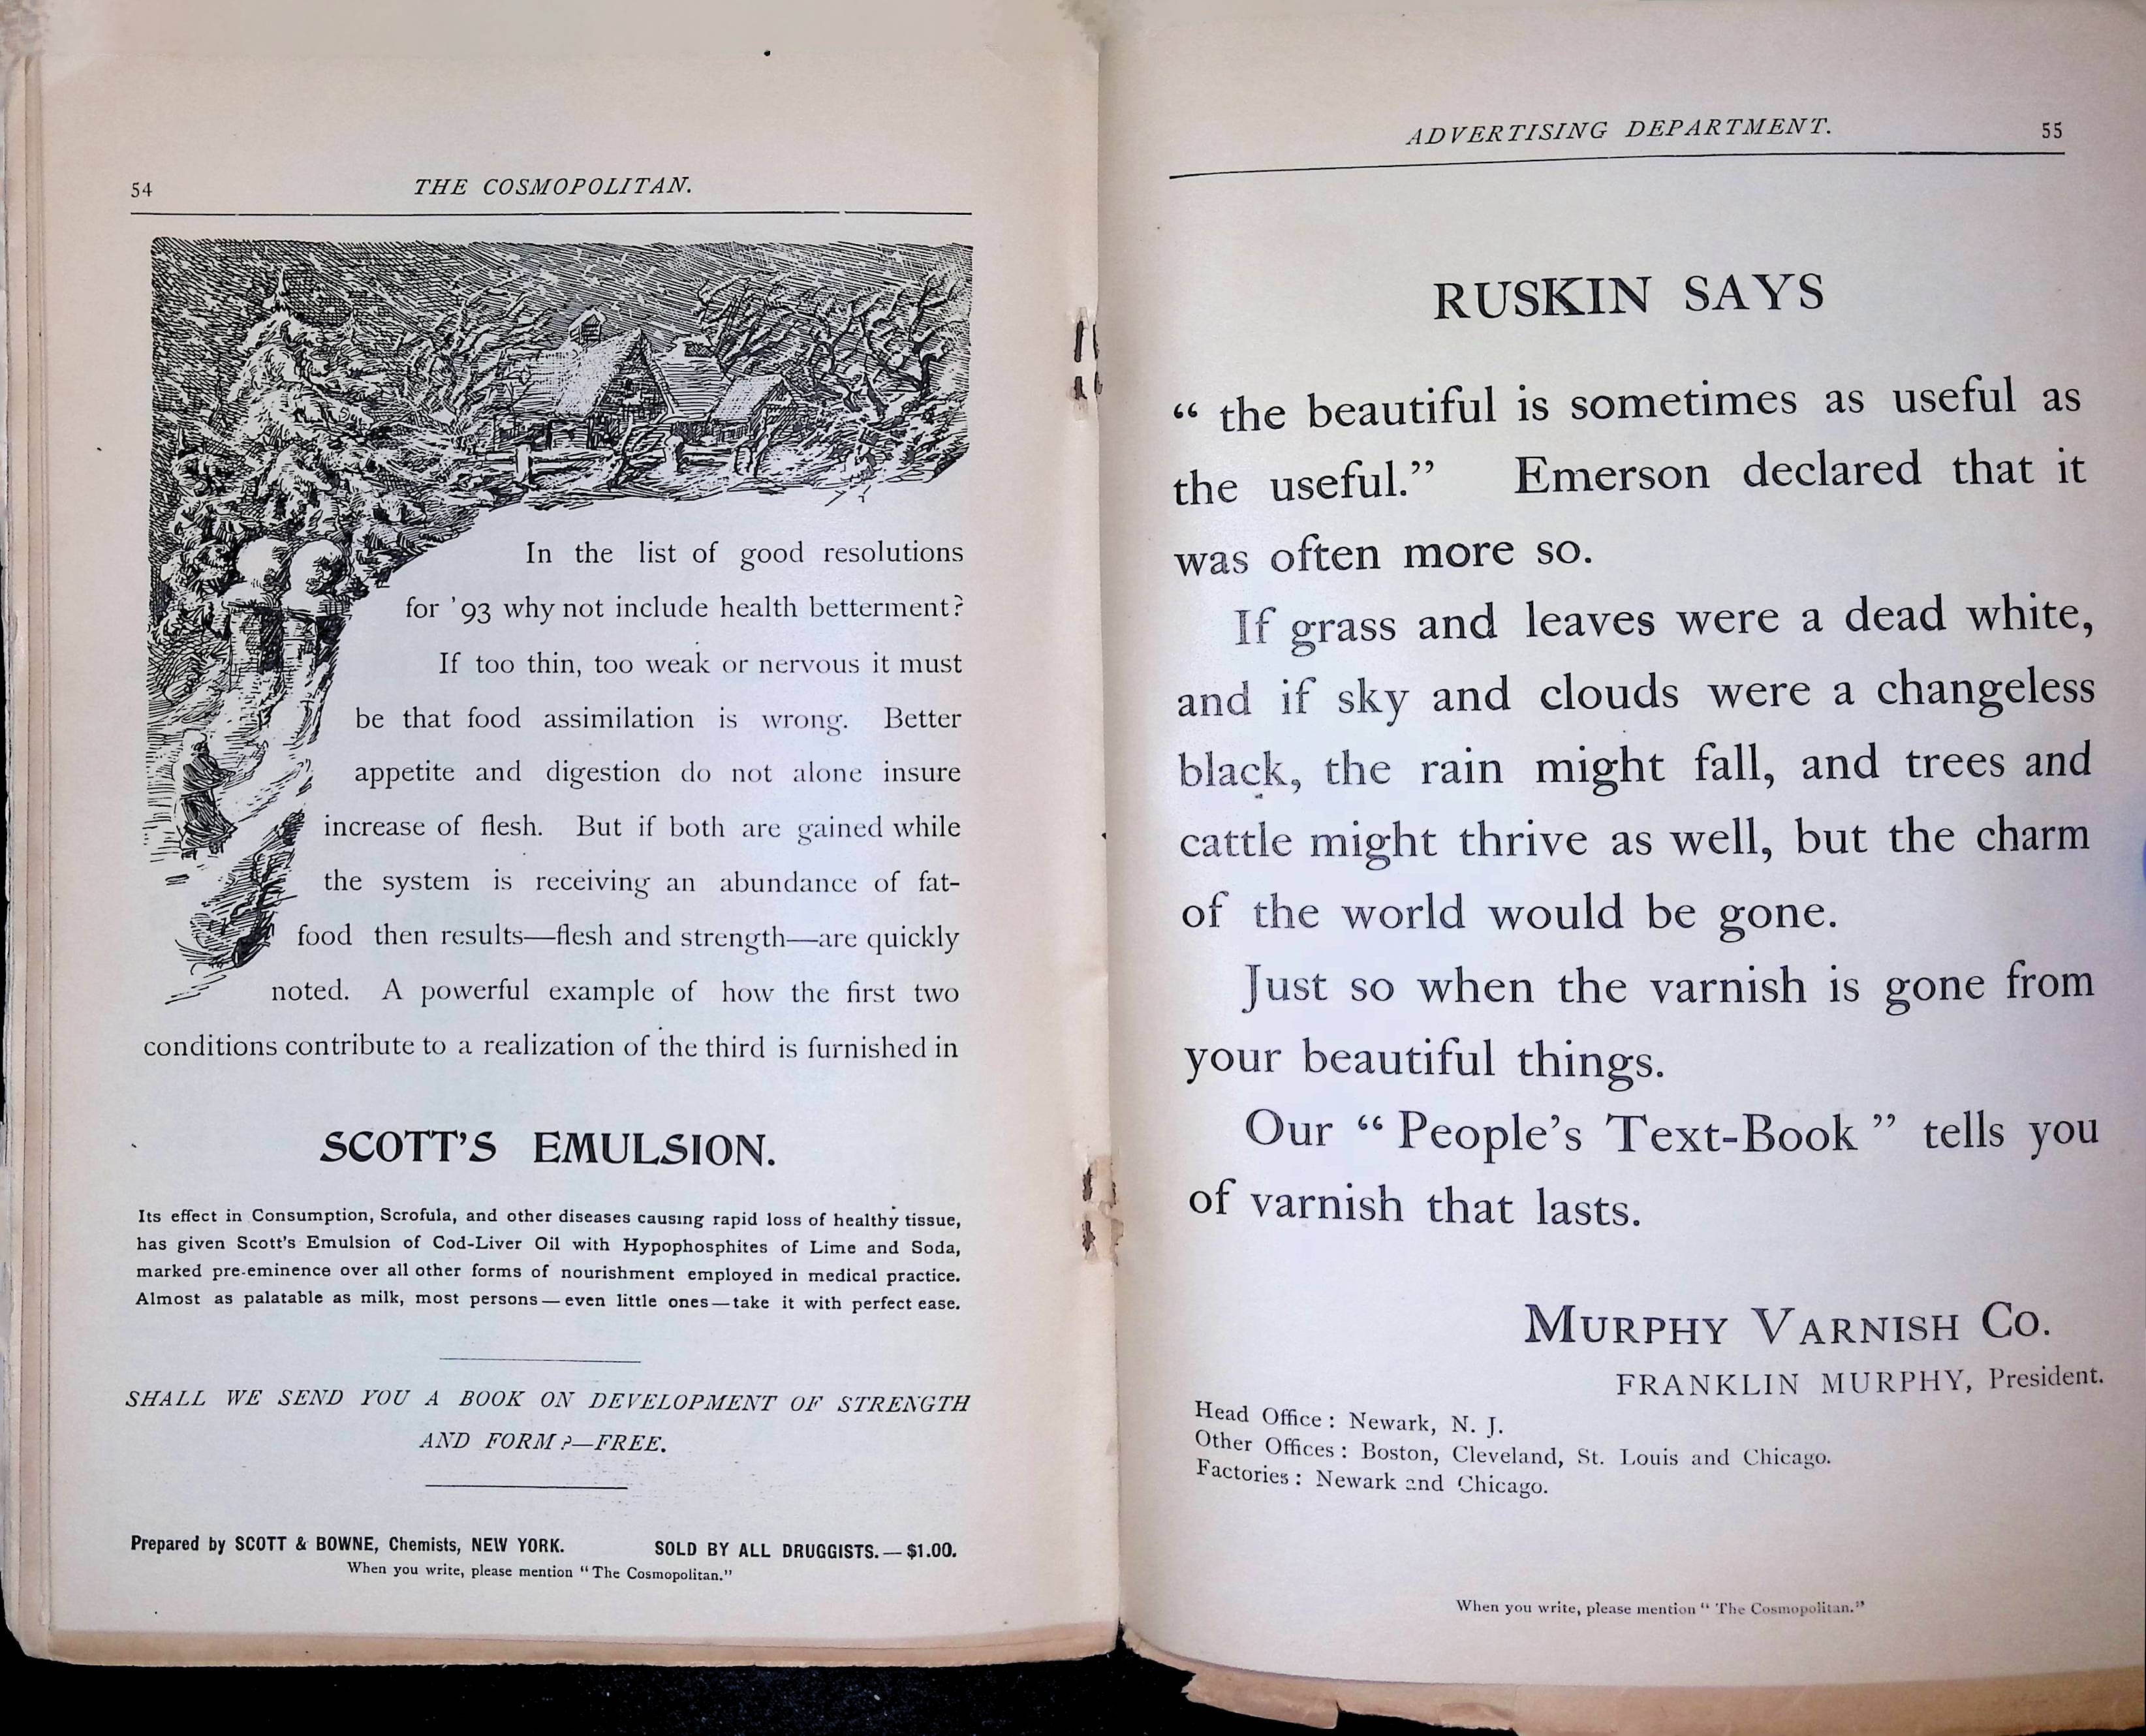 54
THE COSMOPOLITAN.
In the list of good resolutions
for '93 why not include health betterment?
If too thin, too weak or nervous it must
be that food assimilation is wrong. Better
appetite and digestion do not alone insure
increase of flesh. But if both are gained while
the system is receiving an abundance of fat-
food then results—flesh and strength—are quickly
noted. A powerful example of how the first two
conditions contribute to a realization of the third is furnished in
SCOTT'S EMULSION.
Its effect in Consumption, Scrofula, and other diseases causing rapid loss of healthy tissue,
has given Scott's Emulsion of Cod-Liver Oil with Hypophosphites of Lime and Soda,
marked pre-eminence over all other forms of nourishment employed in medical practice.
Almost as palatable as milk, most persons—even little ones—take it with perfect ease.
SHALL WE SEND YOU A BOOK ON DEVELOPMENT OF STRENGTH
AND FORM?—FREE.
Prepared by SCOTT & BOWNE, Chemists, NEW YORK. SOLD BY ALL DRUGGISTS.—$1.00.
When you write, please mention "The Cosmopolitan."
ADVERTISING DEPARTMENT.
55
RUSKIN SAYS
"the beautiful is sometimes as useful as
the useful." Emerson declared that it
was often more so.
If grass and leaves were a dead white,
and if sky and clouds were a changeless
black, the rain might fall, and trees and
cattle might thrive as well, but the charm
of the world would be gone.
Just so when the varnish is gone from
your beautiful things.
Our "People's Text-Book" tells you
of varnish that lasts.
MURPHY VARNISH CO.
FRANKLIN MURPHY, President.
Head Office: Newark, N. J.
Other Offices: Boston, Cleveland, St. Louis and Chicago.
Factories: Newark and Chicago.
When you write, please mention "The Cosmopolitan."